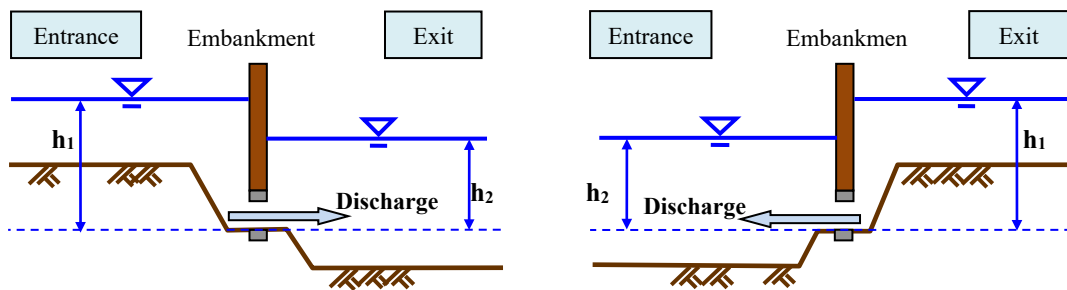 Entrance
Embankment
Exit
h1
Discharge
h2
Entrance
Embankmen
Exit
h1
h2
Discharge